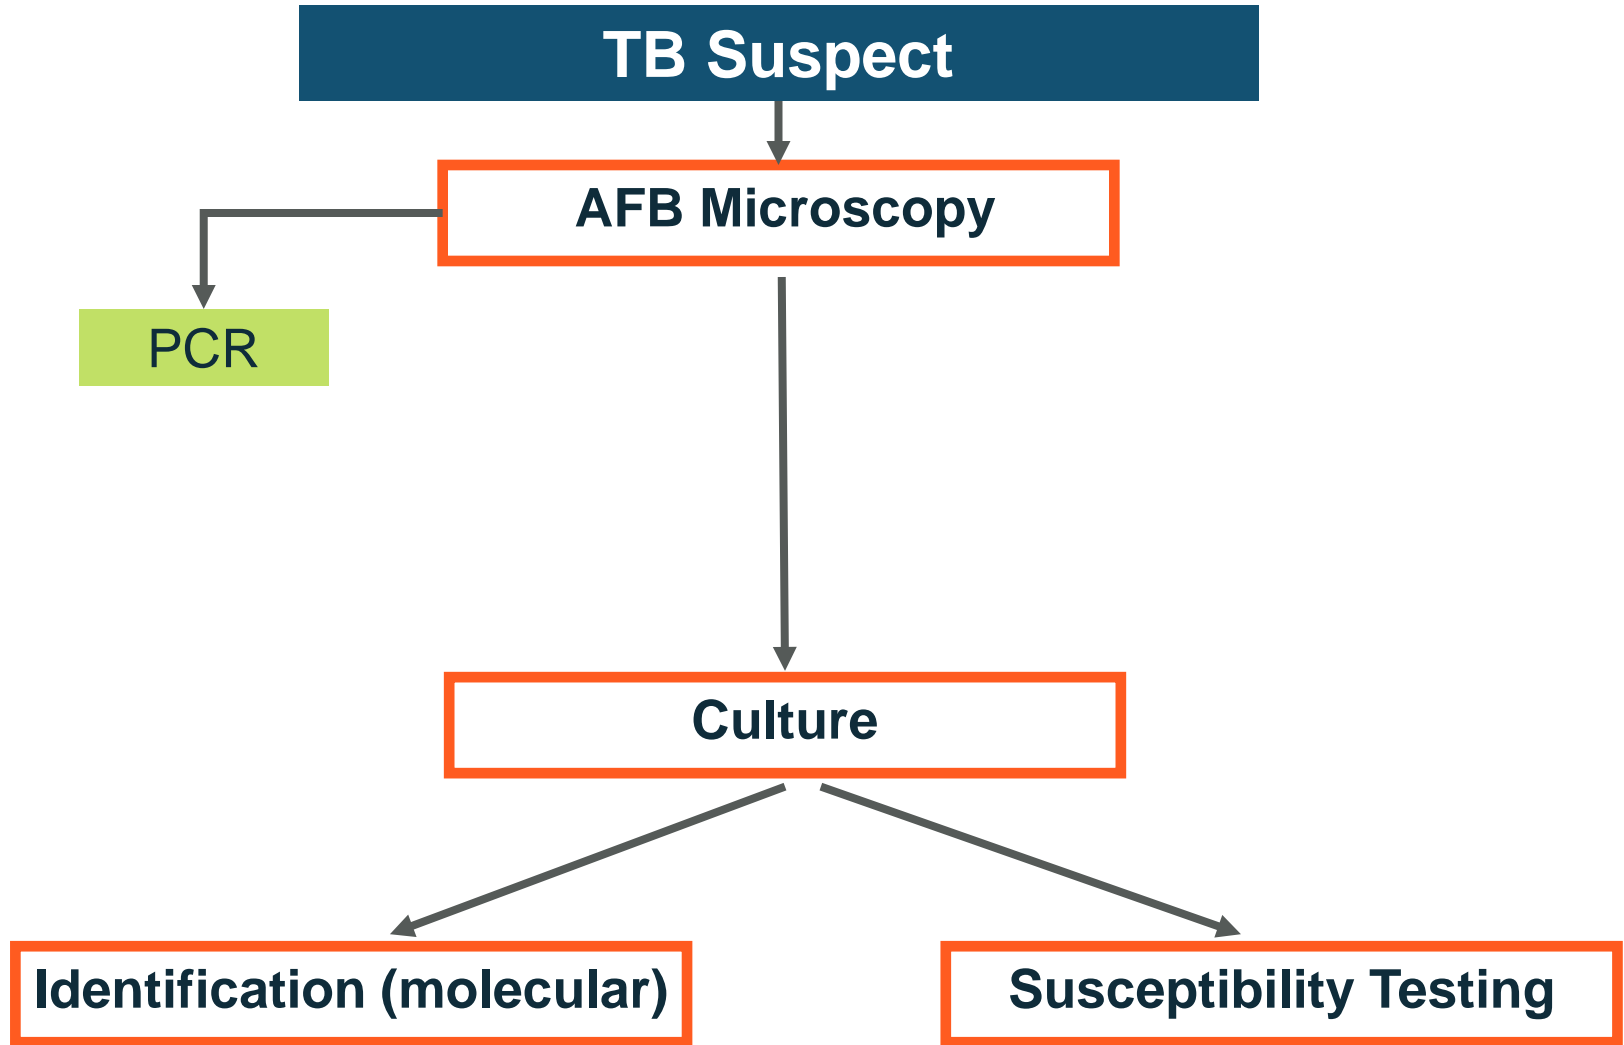 TB Suspect
AFB Microscopy
PCR
Culture
Identification (molecular)
Susceptibility Testing